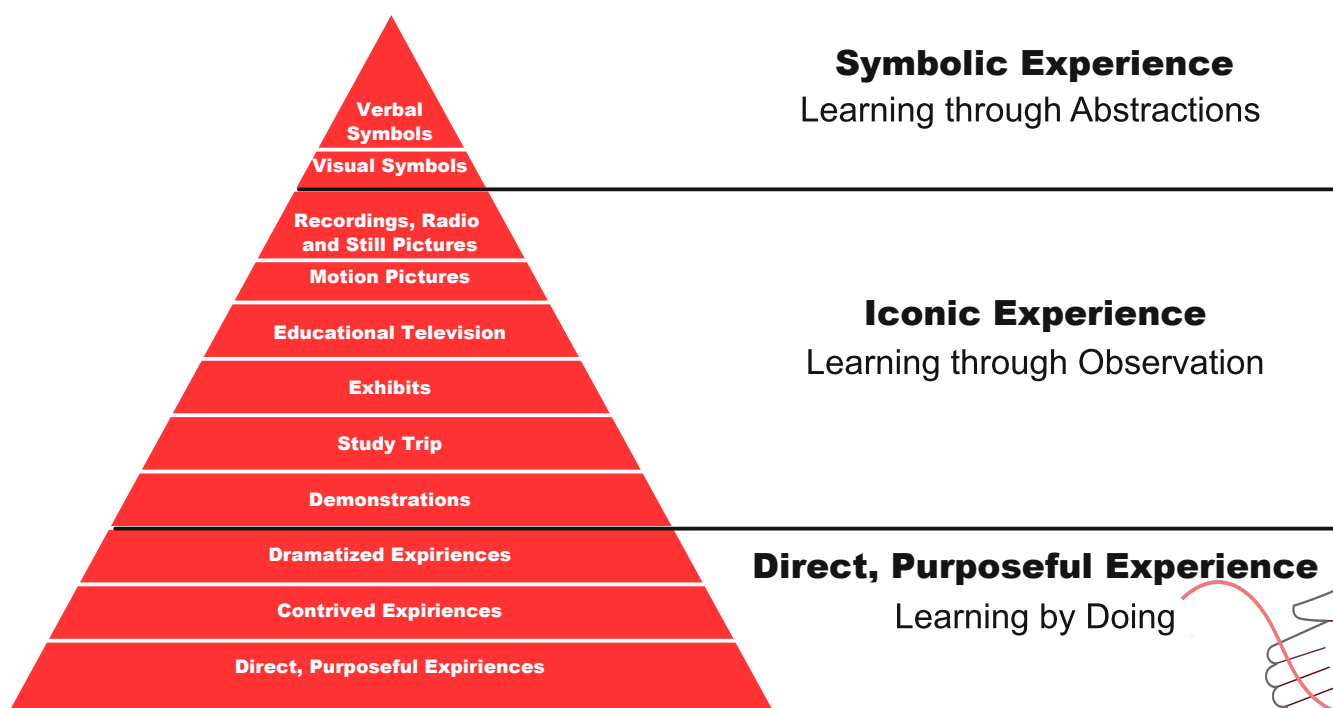 Verbal
Symbols
Visual Symbols
Recordings, Radio
and Still Pictures
Motion Pictures
Educational Television
Exhibits
Study Trip
Demonstrations
Dramatized Expiriences
Contrived Expiriences
Direct, Purposeful Expiriences
Symbolic Experience
Learning through Abstractions
Iconic Experience
Learning through Observation
Direct, Purposeful Experience
Learning by Doing